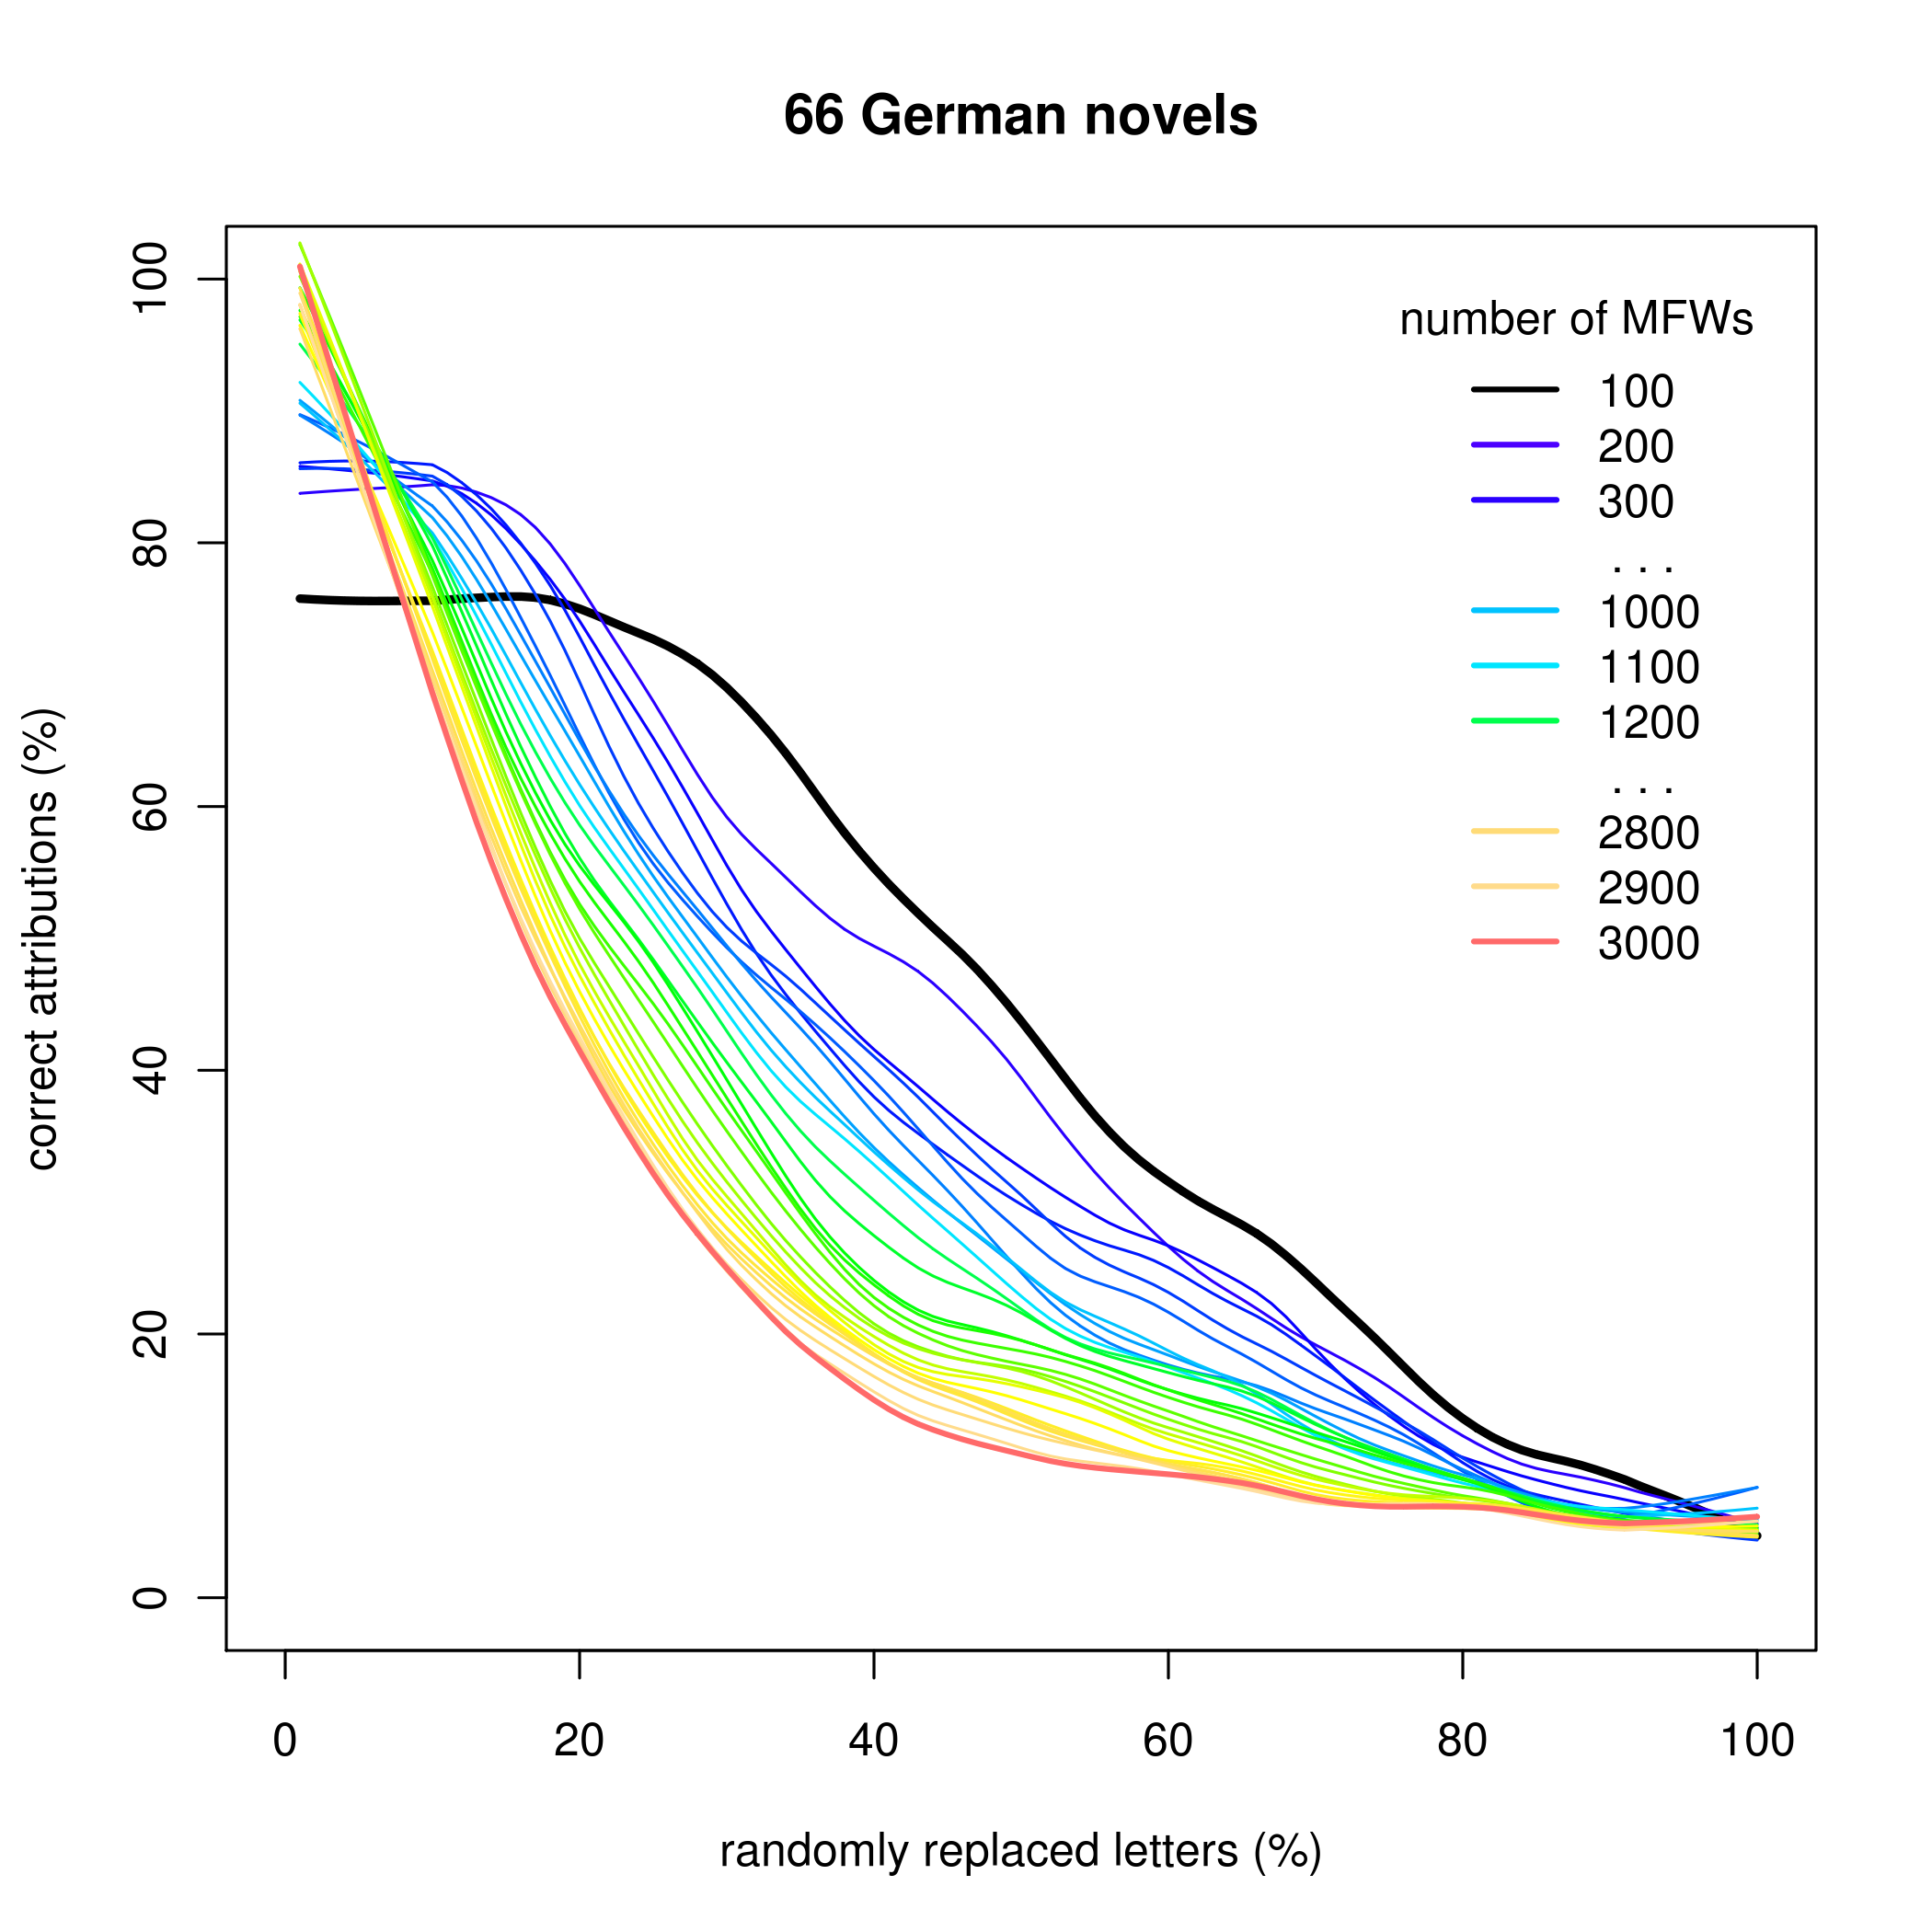 66 German novels
correct attributions (%)
100
80
60
40
20
0
number of MFWs
100
200
300
. . .
1000
1100
1200
. . .
2800
2900
3000
0 20 40 60 80 100
randomly replaced letters (%)